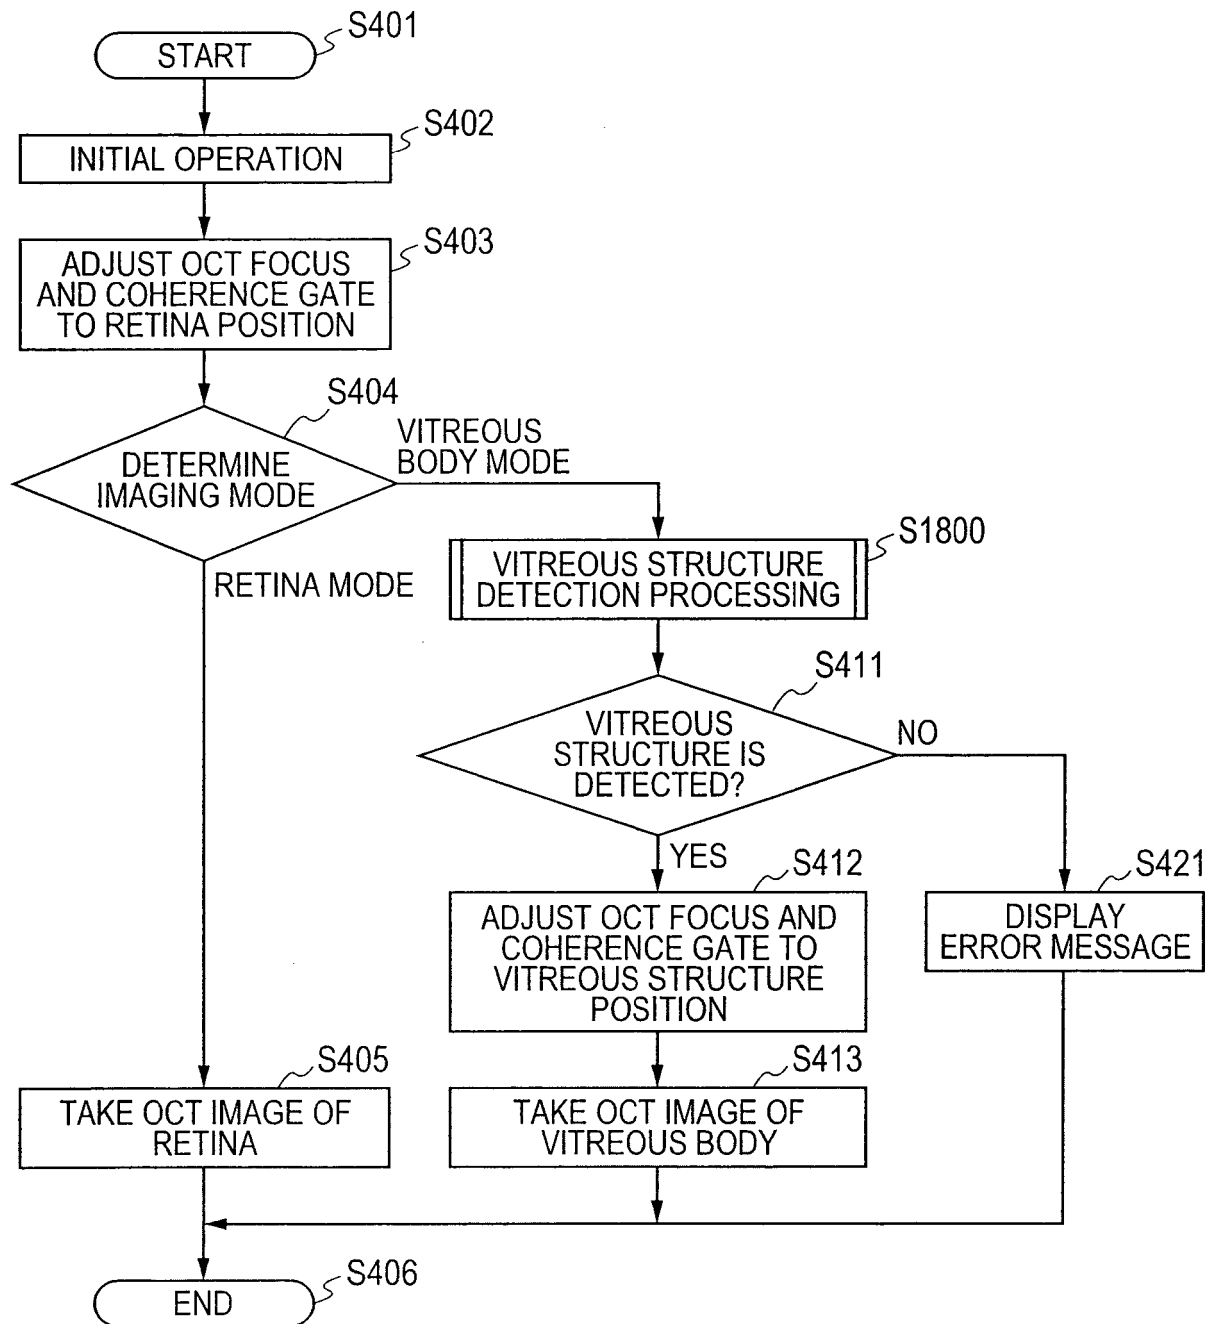 S401
START
S402
INITIAL OPERATION
S403
ADJUST OCT FOCUS
AND COHERENCE GATE
TO RETINA POSITION
S404
DETERMINE
IMAGING MODE
VITREOUS
BODY MODE
RETINA MODE
S1800
VITREOUS STRUCTURE
DETECTION PROCESSING
S411
VITREOUS
STRUCTURE IS
DETECTED?
NO
YES
S412
ADJUST OCT FOCUS AND
COHERENCE GATE TO
VITREOUS STRUCTURE
POSITION
S421
DISPLAY
ERROR MESSAGE
S405
TAKE OCT IMAGE OF
RETINA
S413
TAKE OCT IMAGE OF
VITREOUS BODY
S406
END